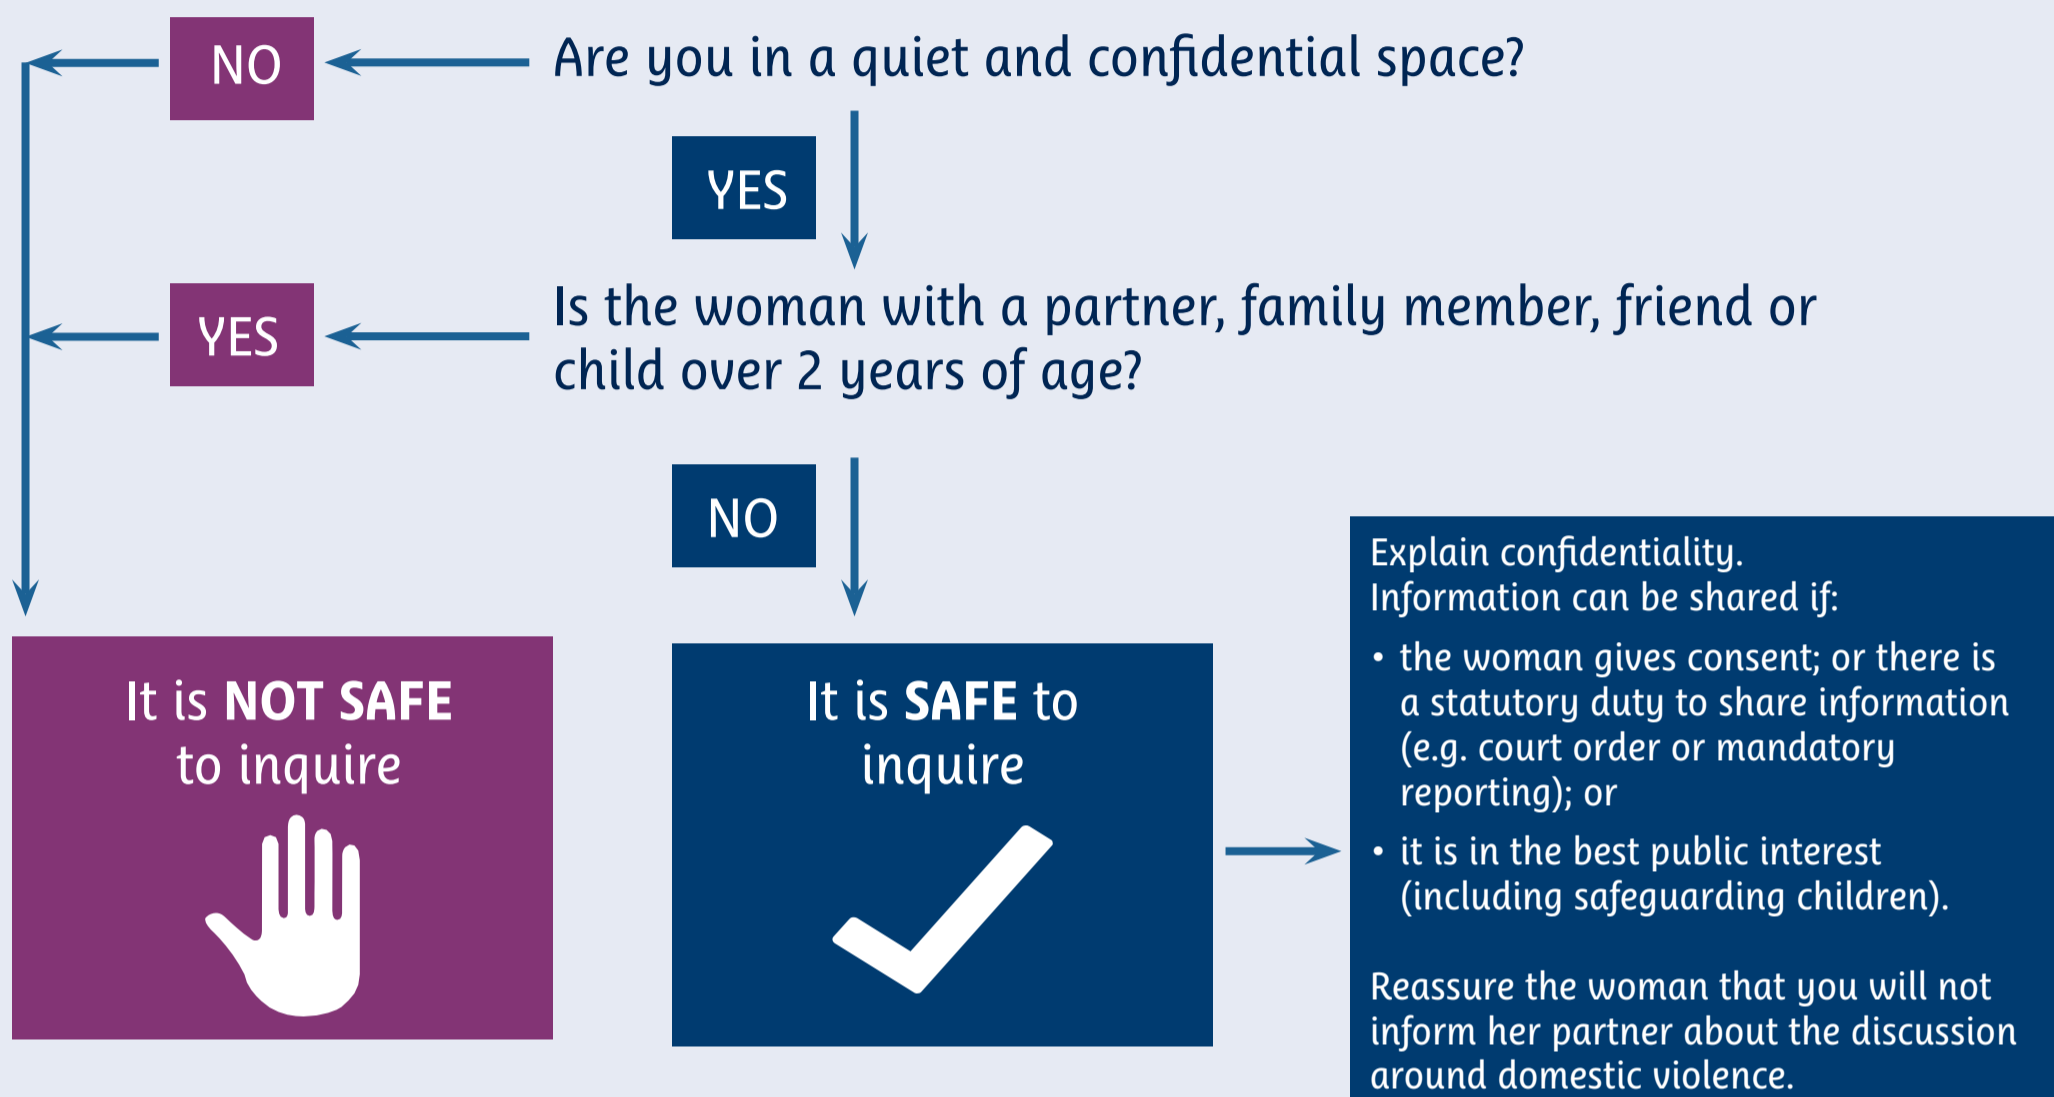 NO
Are you in a quiet and confidential space?
YES
YES
Is the woman with a partner, family member, friend or
child over 2 years of age?
NO
It is NOT SAFE
to inquire
It is SAFE to
inquire
Explain confidentiality.
Information can be shared if:
• the woman gives consent; or there is
a statutory duty to share information
(e.g. court order or mandatory
reporting); or
• it is in the best public interest
(including safeguarding children).
Reassure the woman that you will not
inform her partner about the discussion
around domestic violence.